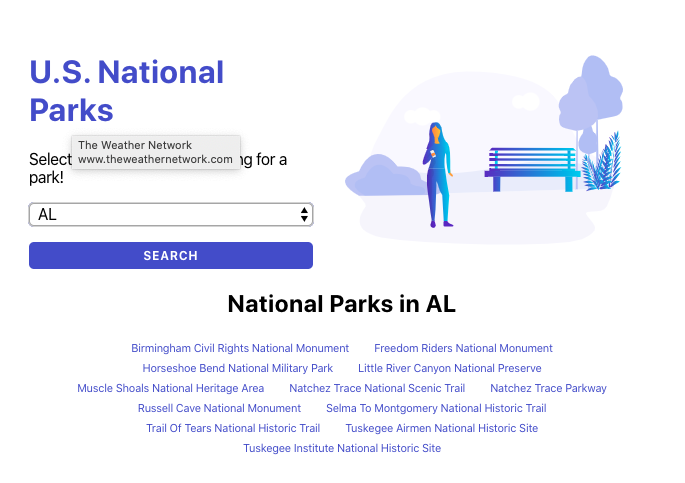 U.S. National
Parks
The Weather Network
www.theweathernetwork.com
Select ng for a
park!
AL
SEARCH
National Parks in AL
Birmingham Civil Rights National Monument Freedom Riders National Monument
Horseshoe Bend National Military Park Little River Canyon National Preserve
Muscle Shoals National Heritage Area Natchez Trace National Scenic Trail Natchez Trace Parkway
Russell Cave National Monument Selma To Montgomery National Historic Trail
Trail Of Tears National Historic Trail Tuskegee Airmen National Historic Site
Tuskegee Institute National Historic Site